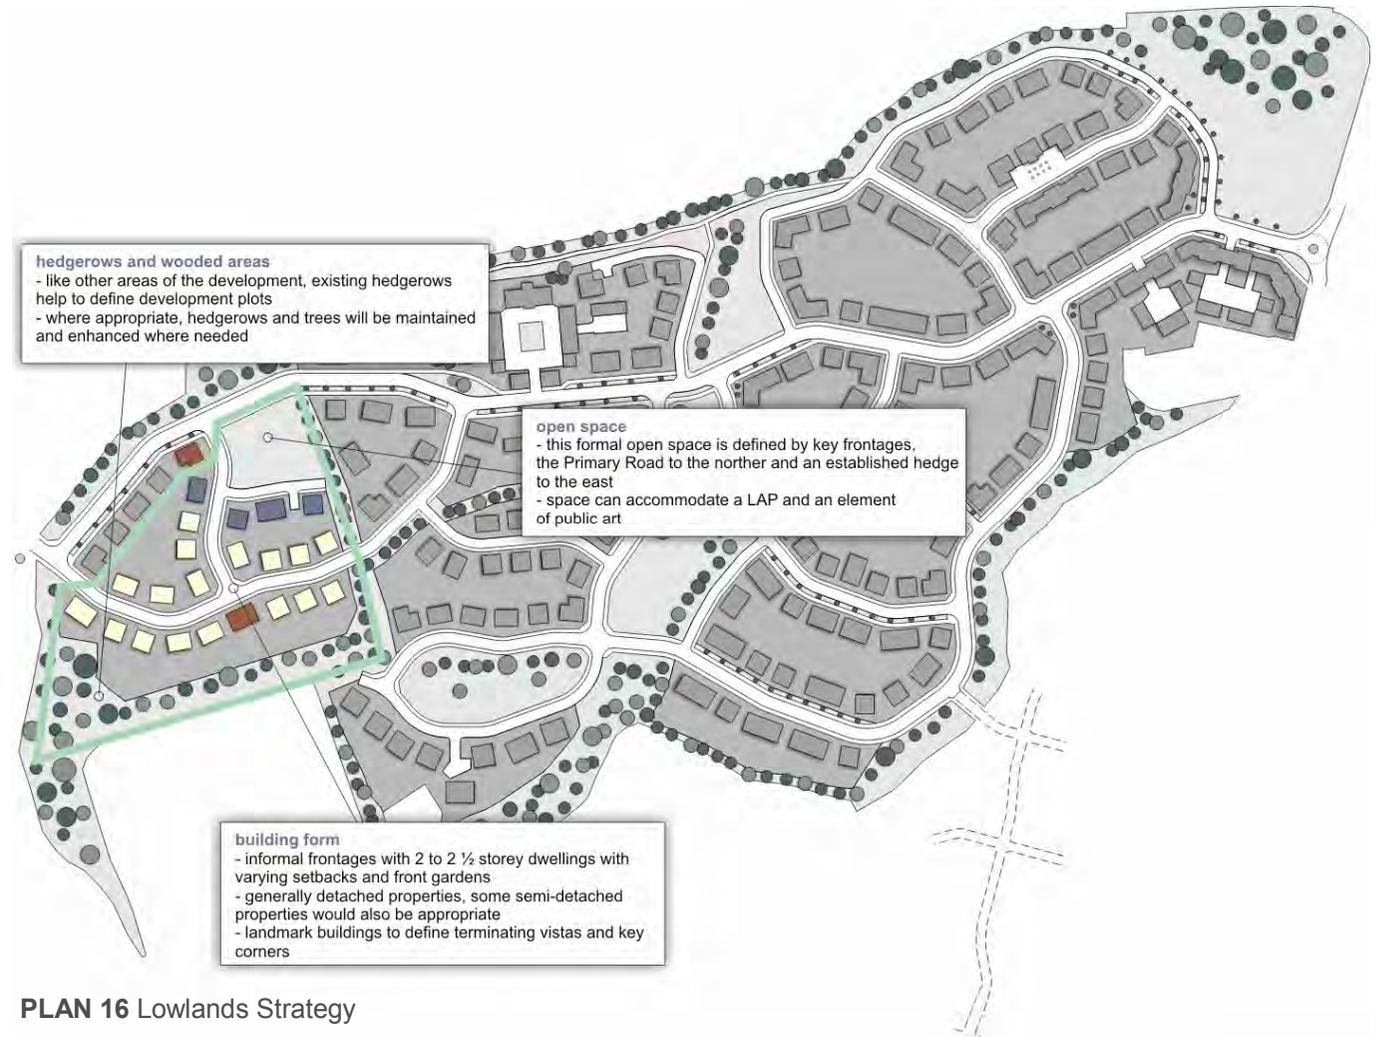 hedgerows and wooded areas
- like other areas of the development, existing hedgerows
help to define development plots
- where appropriate, hedgerows and trees will be maintained
and enhanced where needed
open space
- this formal open space is defined by key frontages,
the Primary Road to the norther and an established hedge
to the east
- space can accommodate a LAP and an element
of public art
building form
- informal frontages with 2 to 2 ½ storey dwellings with
varying setbacks and front gardens
- generally detached properties, some semi-detached
properties would also be appropriate
- landmark buildings to define terminating vistas and key
corners
PLAN 16 Lowlands Strategy